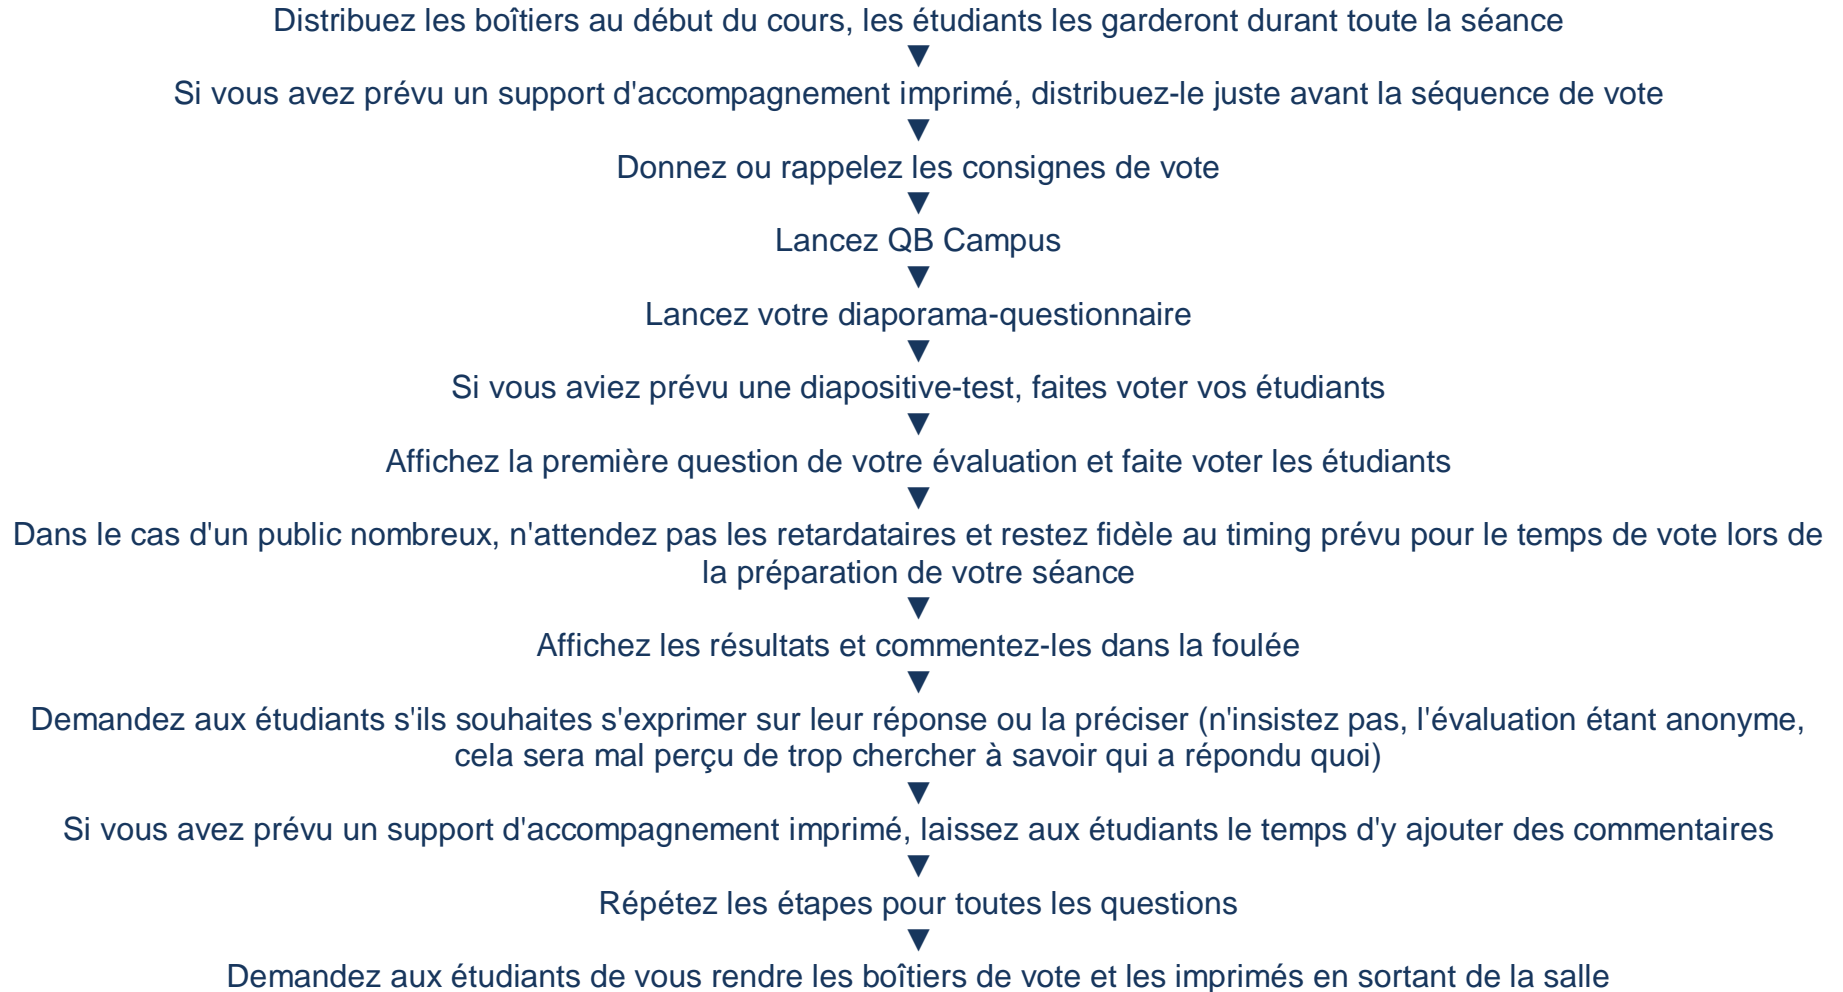 Distribuez les boîtiers au début du cours, les étudiants les garderont durant toute la séance
▼
Si vous avez prévu un support d'accompagnement imprimé, distribuez-le juste avant la séquence de vote
▼
Donnez ou rappelez les consignes de vote
▼
Lancez QB Campus
▼
Lancez votre diaporama-questionnaire
▼
Si vous aviez prévu une diapositive-test, faites voter vos étudiants
▼
Affichez la première question de votre évaluation et faite voter les étudiants
▼
Dans le cas d'un public nombreux, n'attendez pas les retardataires et restez fidèle au timing prévu pour le temps de vote lors de
la préparation de votre séance
▼
Affichez les résultats et commentez-les dans la foulée
▼
Demandez aux étudiants s'ils souhaites s'exprimer sur leur réponse ou la préciser (n'insistez pas, l'évaluation étant anonyme,
cela sera mal perçu de trop chercher à savoir qui a répondu quoi)
▼
Si vous avez prévu un support d'accompagnement imprimé, laissez aux étudiants le temps d'y ajouter des commentaires
▼
Répétez les étapes pour toutes les questions
▼
Demandez aux étudiants de vous rendre les boîtiers de vote et les imprimés en sortant de la salle